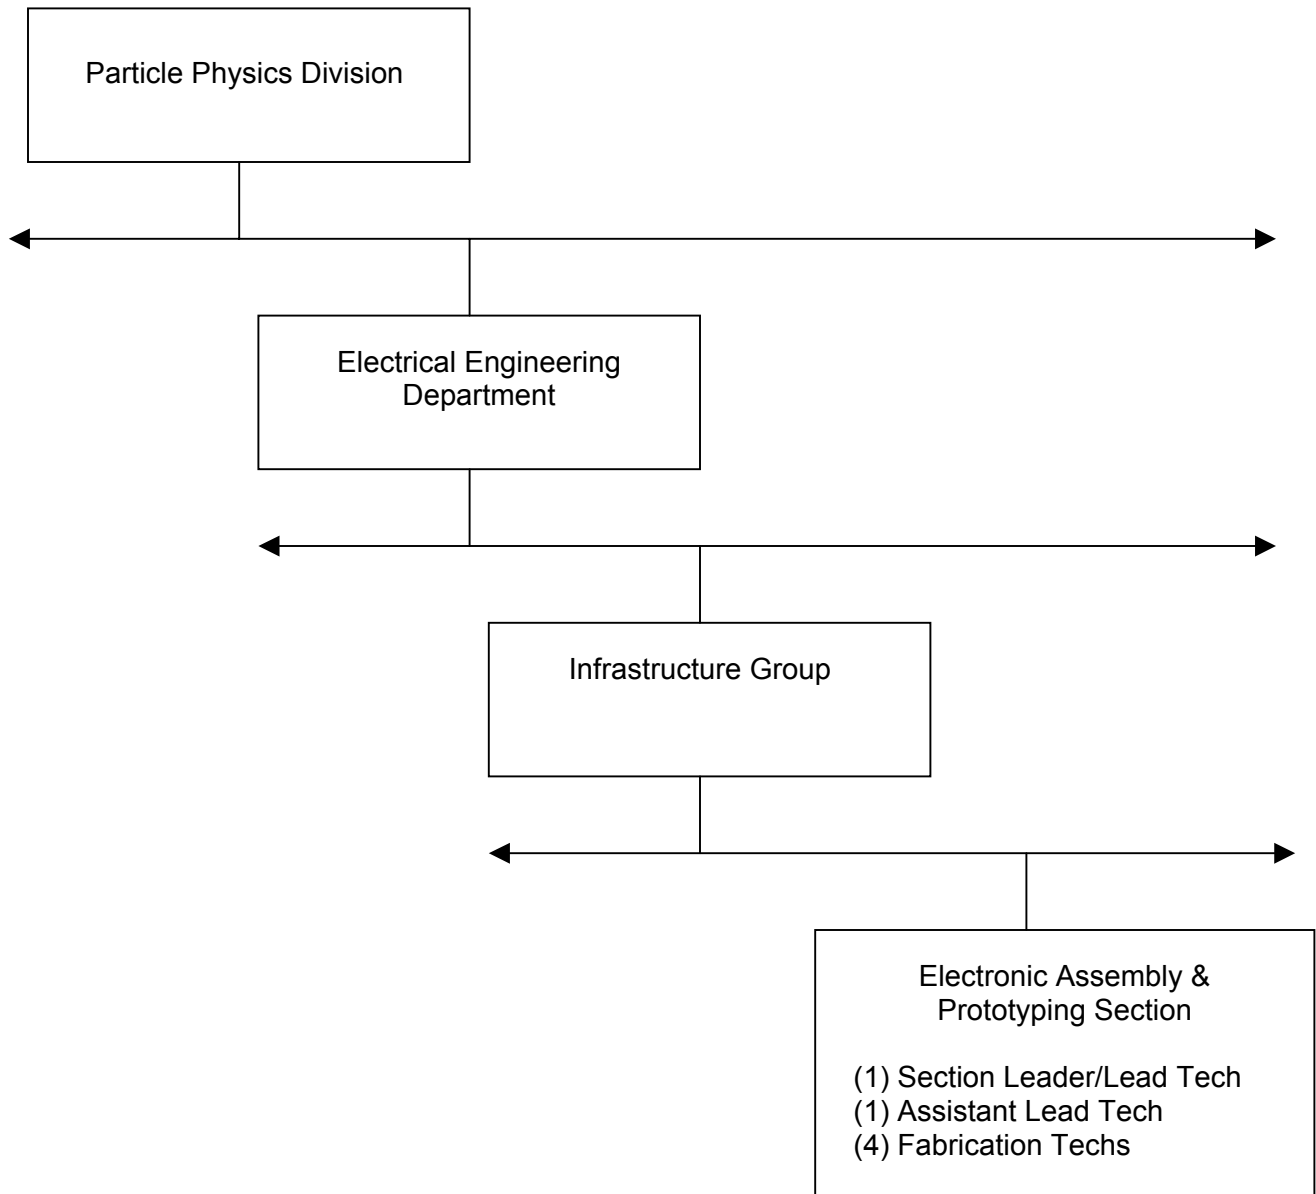 Particle Physics Division
Electrical Engineering
Department
Infrastructure Group
Electronic Assembly &
Prototyping Section
(1) Section Leader/Lead Tech
(1) Assistant Lead Tech
(4) Fabrication Techs